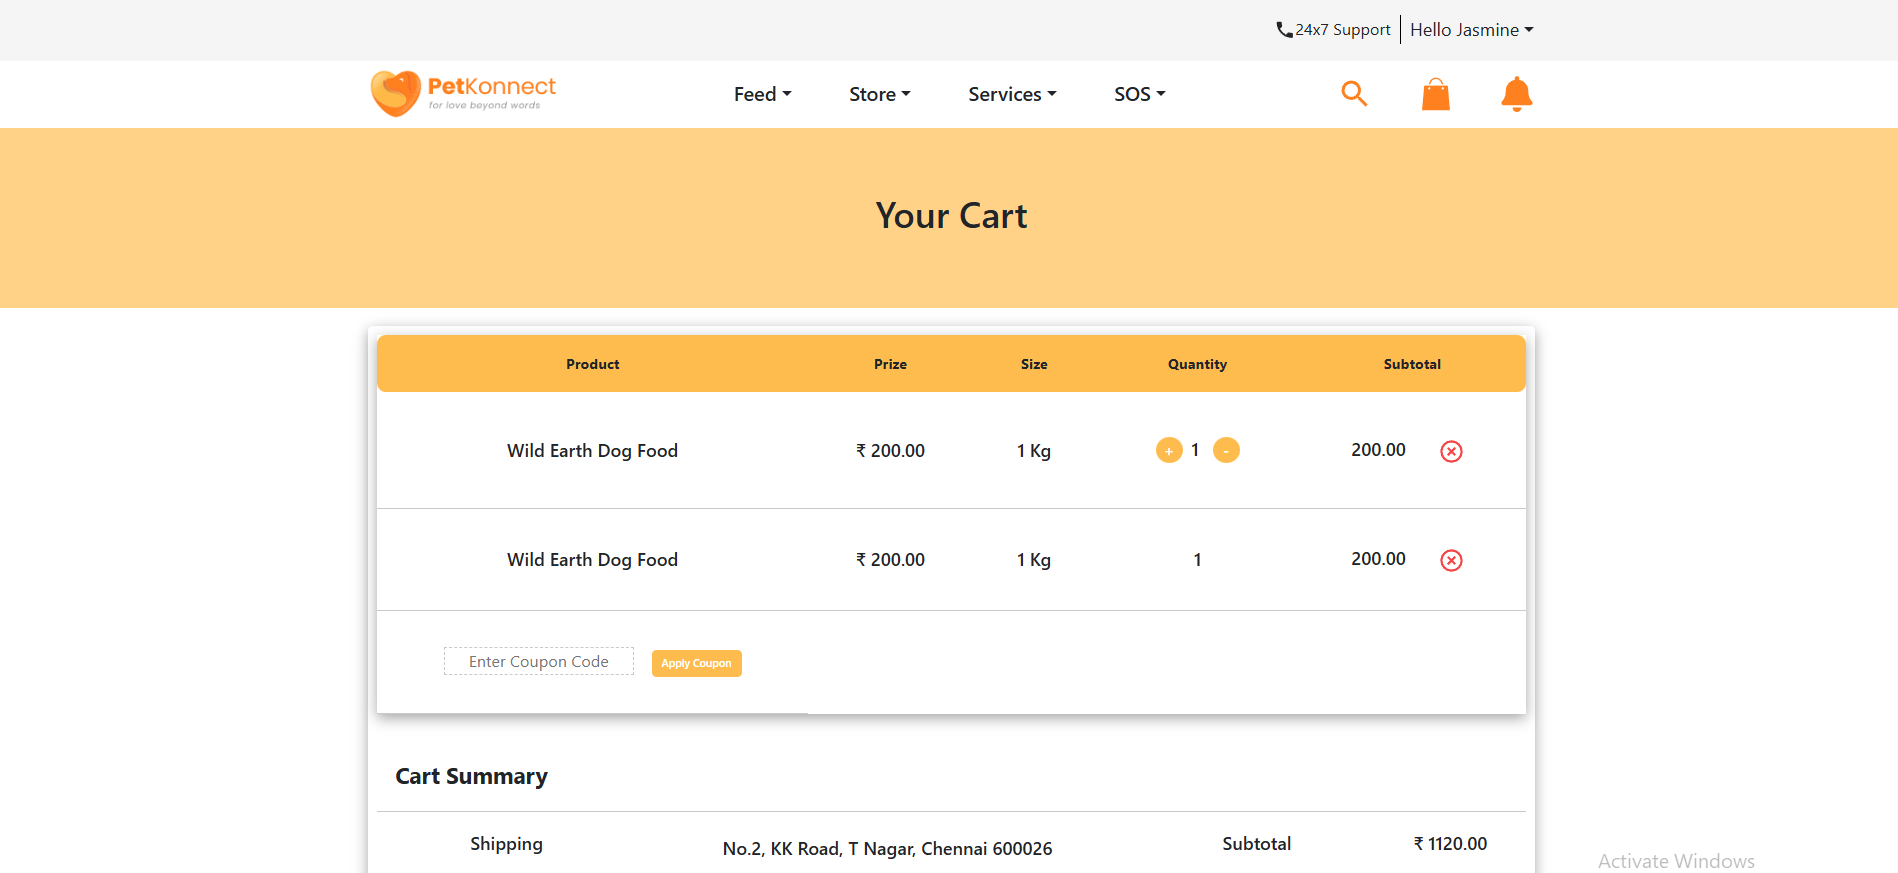 24x7 Support Hello Jasmine
PetKonnect
for love beyond words
Feed Store Services SOS
Your Cart
Product Prize Size Quantity Subtotal
Wild Earth Dog Food ₹ 200.00 1 Kg + 1 - 200.00
Wild Earth Dog Food ₹ 200.00 1 Kg 1 200.00
Enter Coupon Code Apply Coupon
Cart Summary
Shipping No.2, KK Road, T Nagar, Chennai 600026 Subtotal ₹ 1120.00
Activate Windows